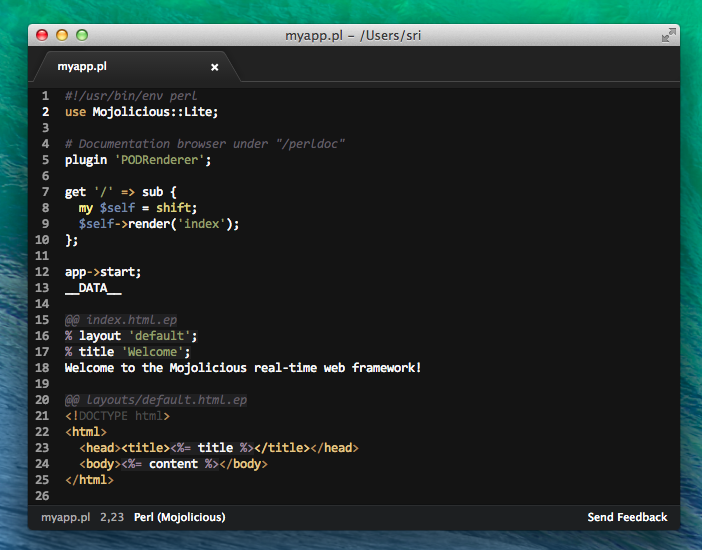 myapp.pl – /Users/sri
myapp.pl ×
1 #!/usr/bin/env perl
2 use Mojolicious::Lite;
3
4 # Documentation browser under "/perldoc"
5 plugin 'PODRenderer';
6
7 get '/' => sub {
8   my $self = shift;
9   $self->render('index');
10 };
11
12 app->start;
13 __DATA__
14
15 @@ index.html.ep
16 % layout 'default';
17 % title 'Welcome';
18 Welcome to the Mojolicious real-time web framework!
19
20 @@ layouts/default.html.ep
21 <!DOCTYPE html>
22 <html>
23   <head><title><%= title %></title></head>
24   <body><%= content %></body>
25 </html>
26
myapp.pl 2,23 Perl (Mojolicious) Send Feedback